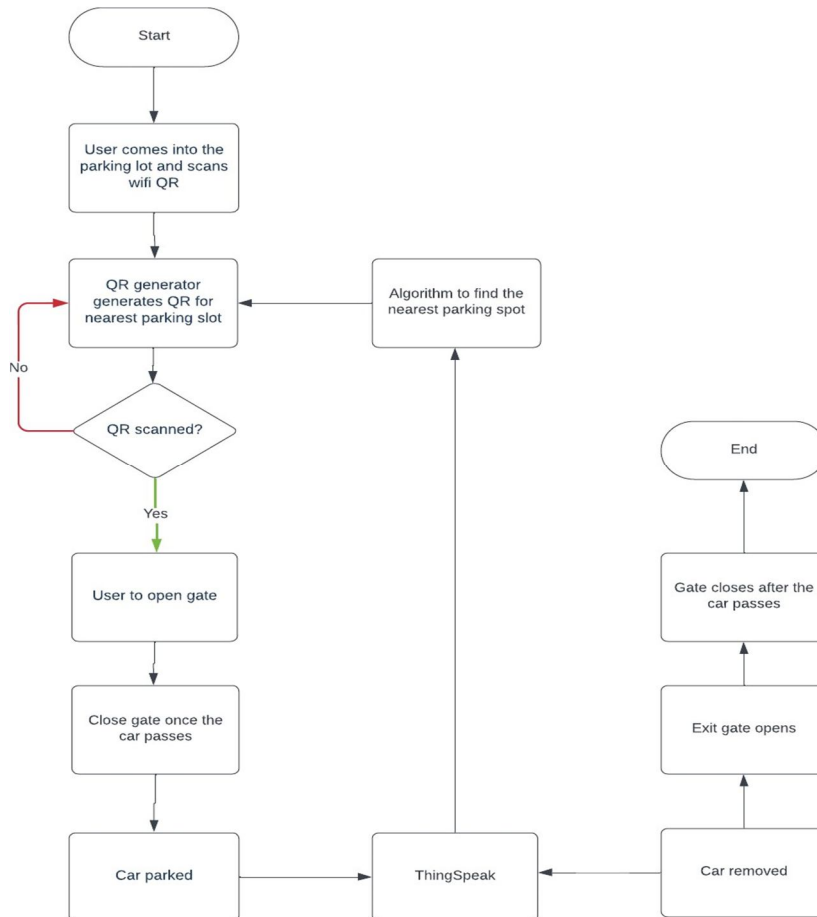 Start
User comes into the
parking lot and scans
wifi QR
QR generator
generates QR for
nearest parking slot
Algorithm to find the
nearest parking spot
No
QR scanned?
End
Yes
User to open gate
Gate closes after the
car passes
Close gate once the
car passes
Exit gate opens
Car parked
ThingSpeak
Car removed